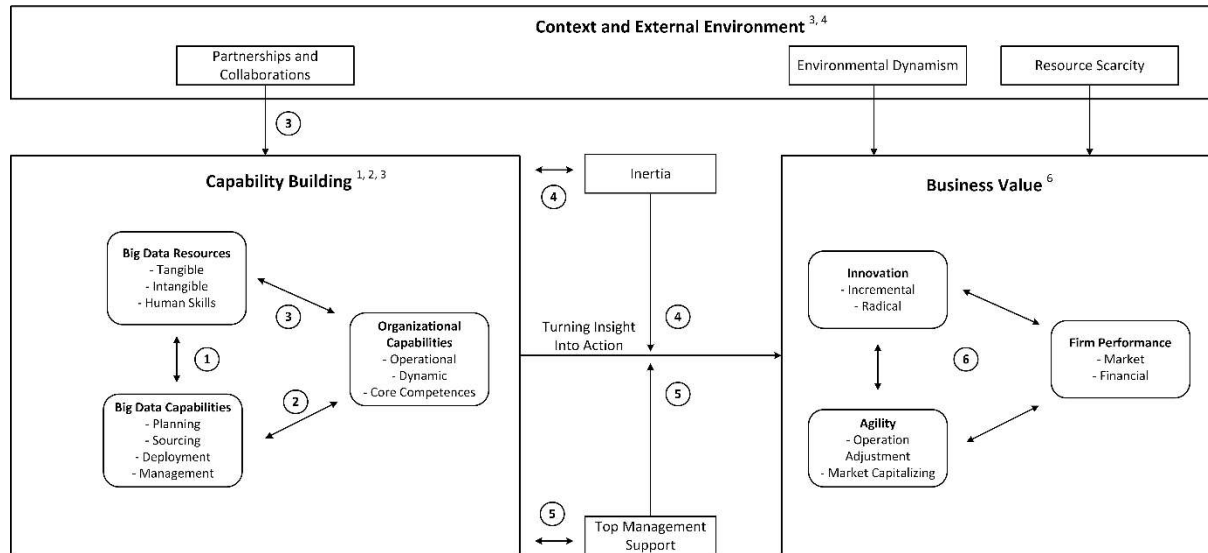 Context and External Environment 3, 4
Partnerships and
Collaborations
Environmental Dynamism
Resource Scarcity
3
Capability Building 1, 2, 3
Big Data Resources
- Tangible
- Intangible
- Human Skills
3
1
Organizational
Capabilities
- Operational
- Dynamic
- Core Competences
2
Big Data Capabilities
- Planning
- Sourcing
- Deployment
- Management
4
Inertia
4
Turning Insight
Into Action
5
5
Top Management
Support
Business Value 6
Innovation
- Incremental
- Radical
6
Firm Performance
- Market
- Financial
Agility
- Operation
Adjustment
- Market Capitalizing